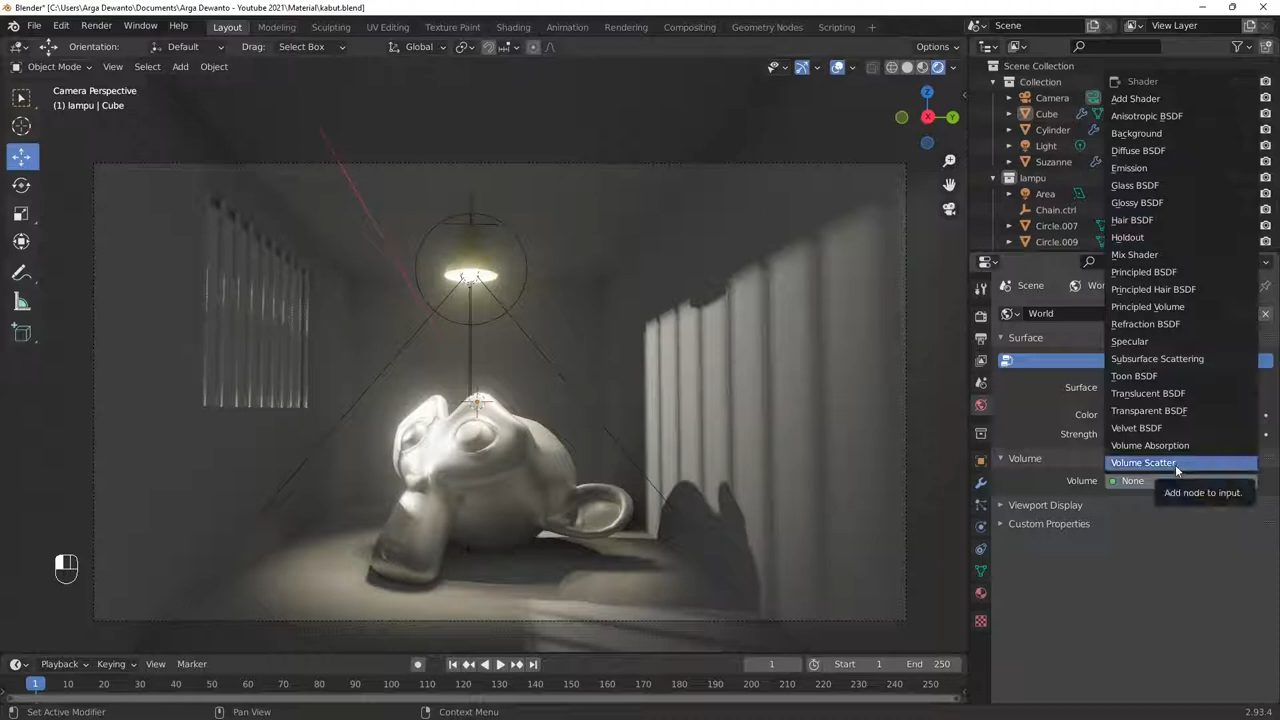 Blender* [C:\Users\Arga Dewanto\Documents\Arga Dewanto - Youtube 2021\Material\kabut.blend]
File Edit Render Window Help Layout Modeling Sculpting UV Editing Texture Paint Shading Animation Rendering Compositing Geometry Nodes Scripting + Scene View Layer
Orientation: Default Drag: Select Box Global Options
Object Mode View Select Add Object
Camera Perspective
(1) lampu | Cube
Z
X
Y
Scene Collection
Collection
Camera
Cube
Cylinder
Light
Suzanne
lampu
Area
Chain.ctrl
Circle.007
Circle.009
Shader
Add Shader
Anisotropic BSDF
Background
Diffuse BSDF
Emission
Glass BSDF
Glossy BSDF
Hair BSDF
Holdout
Mix Shader
Principled BSDF
Principled Hair BSDF
Principled Volume
Refraction BSDF
Specular
Subsurface Scattering
Toon BSDF
Translucent BSDF
Transparent BSDF
Velvet BSDF
Volume Absorption
Volume Scatter
Scene Wor
World
Surface
Surface
Color
Strength
Volume
Volume None
Add node to input.
Viewport Display
Custom Properties
Playback Keying View Marker 1 Start 1 End 250
1 10 20 30 40 50 60 70 80 90 100 110 120 130 140 150 160 170 180 190 200 210 220 230 240 250
Set Active Modifier Pan View Context Menu 2.93.4